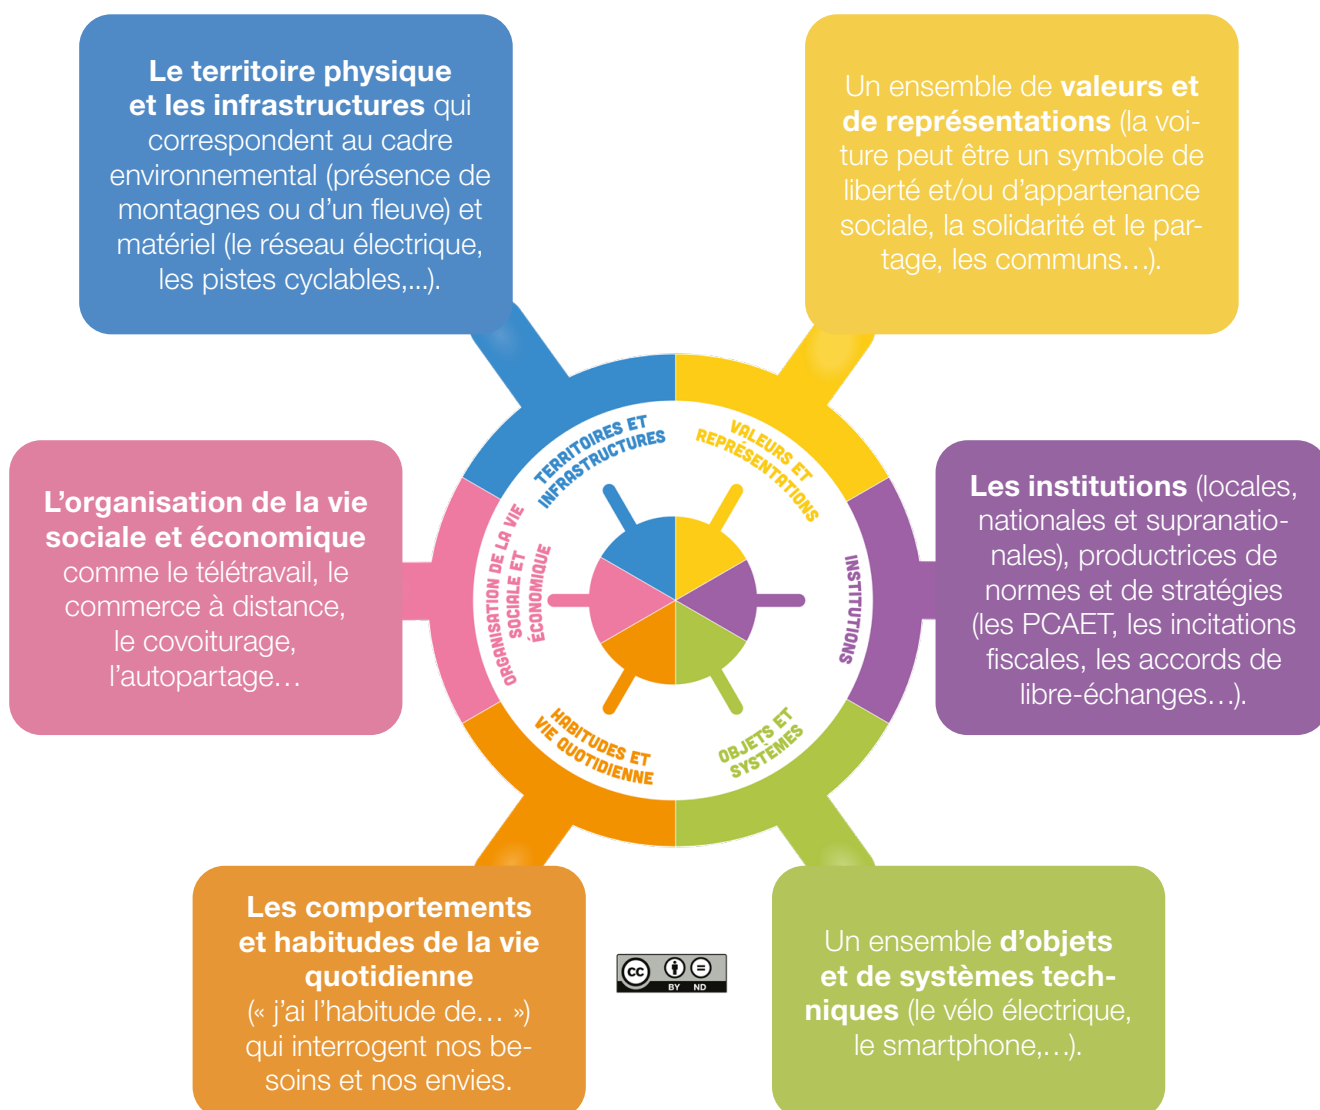 Le territoire physique
et les infrastructures qui
correspondent au cadre
environnemental (présence de
montagnes ou d’un fleuve) et
matériel (le réseau électrique,
les pistes cyclables,...).
Un ensemble de valeurs et
de représentations (la voi-
ture peut être un symbole de
liberté et/ou d’appartenance
sociale, la solidarité et le par-
tage, les communs…).
TERRITOIRES ET
INFRASTRUCTURES
VALEURS ET
REPRÉSENTATIONS
L’organisation de la vie
sociale et économique
comme le télétravail, le
commerce à distance,
le covoiturage,
l’autopartage…
ORGANISATION DE LA VIE
SOCIALE ET
ÉCONOMIQUE
INSTITUTIONS
Les institutions (locales,
nationales et supranatio-
nales), productrices de
normes et de stratégies
(les PCAET, les incitations
fiscales, les accords de
libre-échanges…).
HABITUDES ET
VIE QUOTIDIENNE
OBJETS ET
SYSTÈMES
Les comportements
et habitudes de la vie
quotidienne
(« j’ai l’habitude de… »)
qui interrogent nos be-
soins et nos envies.
cc
BY ND
Un ensemble d’objets
et de systèmes tech-
niques (le vélo électrique,
le smartphone,…).